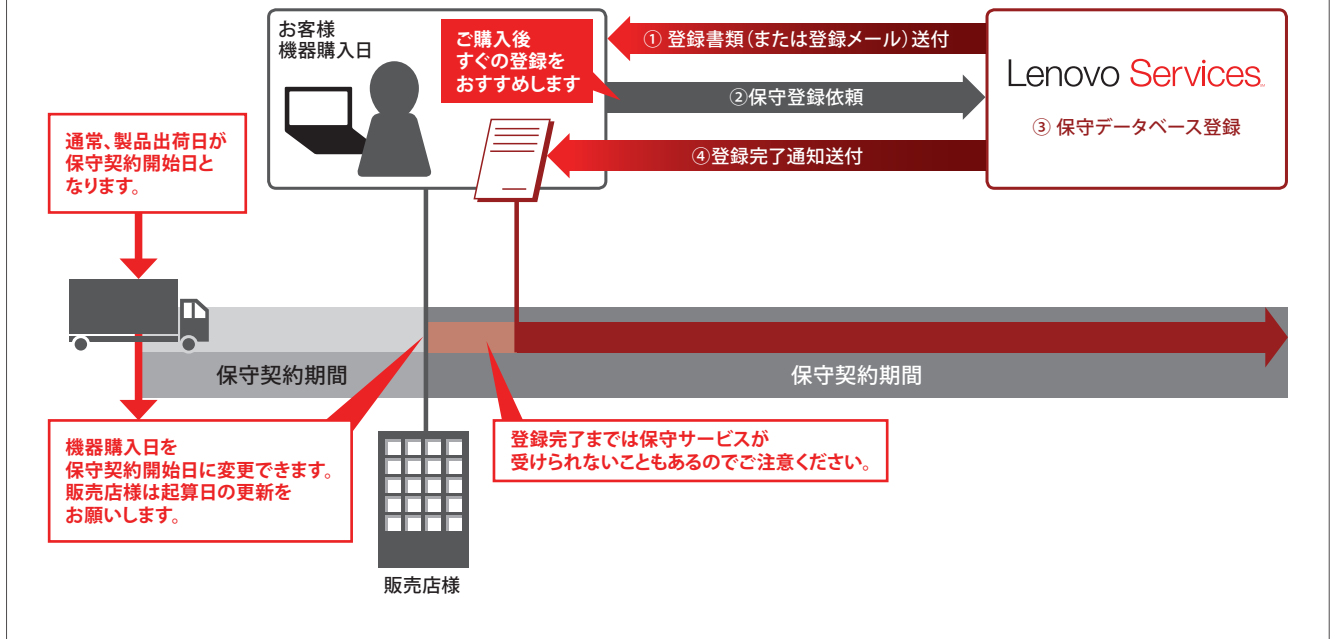 お客様
機器購入日
ご購入後
すぐの登録を
おすすめします
① 登録書類(または登録メール)送付
②保守登録依頼
④登録完了通知送付
Lenovo Services™
③ 保守データベース登録
通常、製品出荷日が
保守契約開始日と
なります。
保守契約期間
保守契約期間
機器購入日を
保守契約開始日に変更できます。
販売店様は起算日の更新を
お願いします。
登録完了までは保守サービスが
受けられないこともあるのでご注意ください。
販売店様